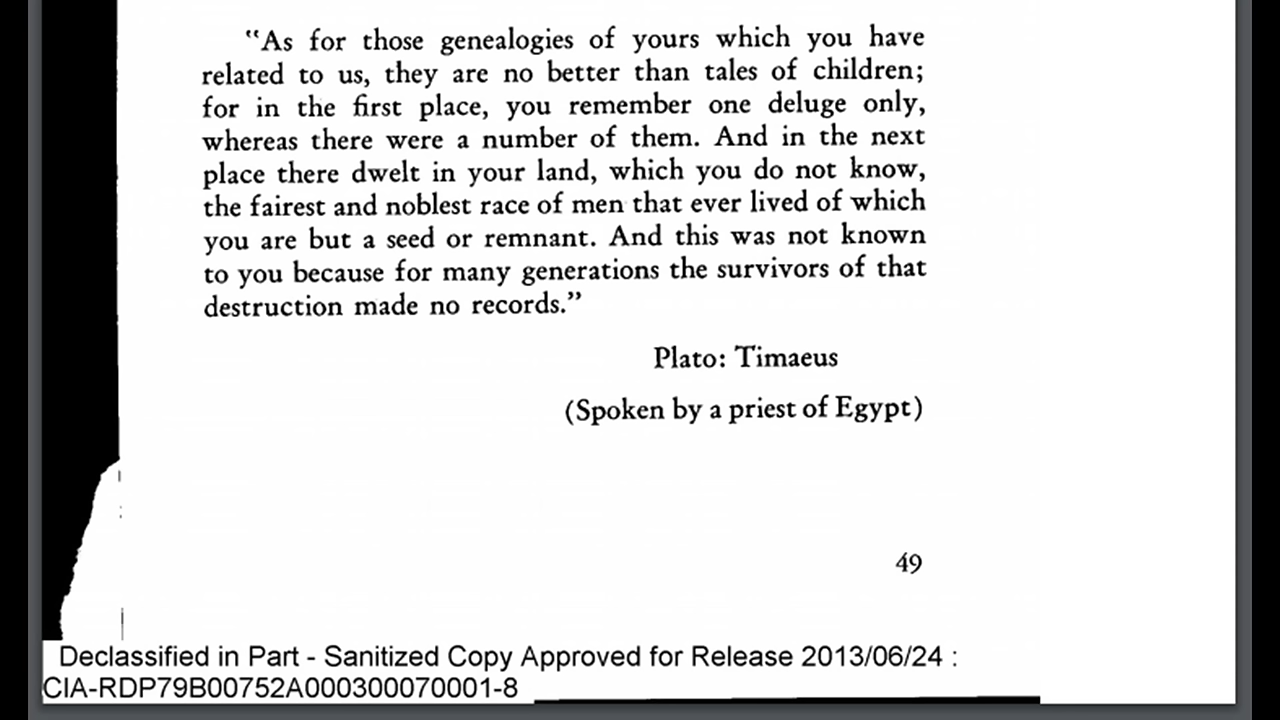 “As for those genealogies of yours which you have
related to us, they are no better than tales of children;
for in the first place, you remember one deluge only,
whereas there were a number of them. And in the next
place there dwelt in your land, which you do not know,
the fairest and noblest race of men that ever lived of which
you are but a seed or remnant. And this was not known
to you because for many generations the survivors of that
destruction made no records.”
Plato: Timaeus
(Spoken by a priest of Egypt)
49
Declassified in Part - Sanitized Copy Approved for Release 2013/06/24 :
CIA-RDP79B00752A000300070001-8